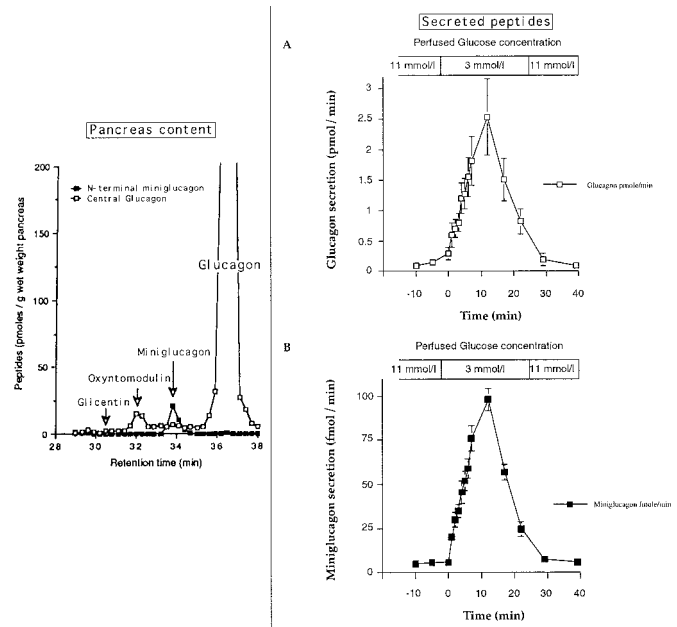 Pancreas content
N-terminal miniglucagon
Central Glucagon
Peptides (pmoles / g wet weight pancreas
200
150
100
50
0
Glucagon
Miniglucagon
Oxyntomodulin
Glicentin
28 30 32 34 36 38
Retention time (min)
Secreted peptides
A
Perfused Glucose concentration
11 mmol/l 3 mmol/l 11 mmol/l
Glucagon secretion (pmol / min)
3
2.5
2
1.5
1
0.5
0
Glucagon pmole/min
-10 0 10 20 30 40
Time (min)
B
Perfused Glucose concentration
11 mmol/l 3 mmol/l 11 mmol/l
Miniglucagon secretion (fmol / min)
100
75
50
25
0
-10 0 10 20 30 40
Time (min)